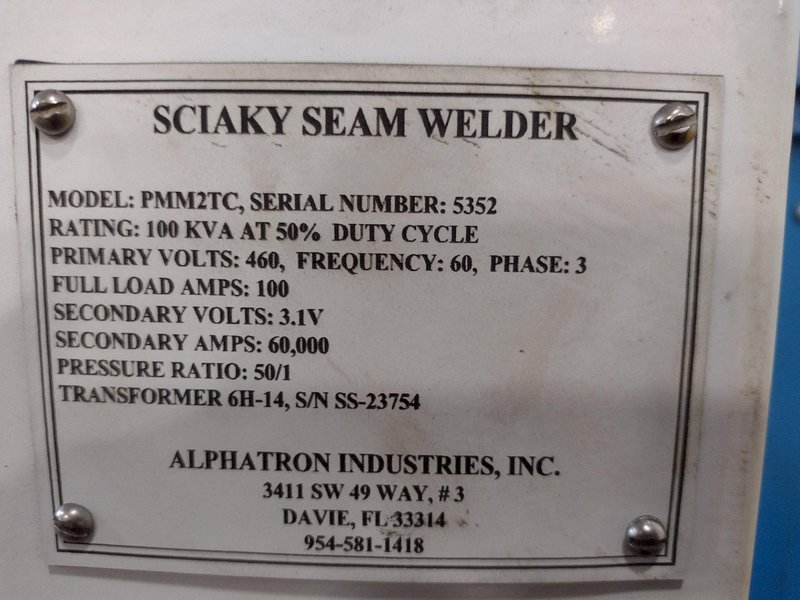 SCIAKY SEAM WELDER
MODEL: PMM2TC, SERIAL NUMBER: 5352
RATING: 100 KVA AT 50% DUTY CYCLE
PRIMARY VOLTS: 460, FREQUENCY: 60, PHASE: 3
FULL LOAD AMPS: 100
SECONDARY VOLTS: 3.1V
SECONDARY AMPS: 60,000
PRESSURE RATIO: 50/1
TRANSFORMER 6H-14, S/N SS-23754
ALPHATRON INDUSTRIES, INC.
3411 SW 49 WAY, # 3
DAVIE, FL 33314
954-581-1418